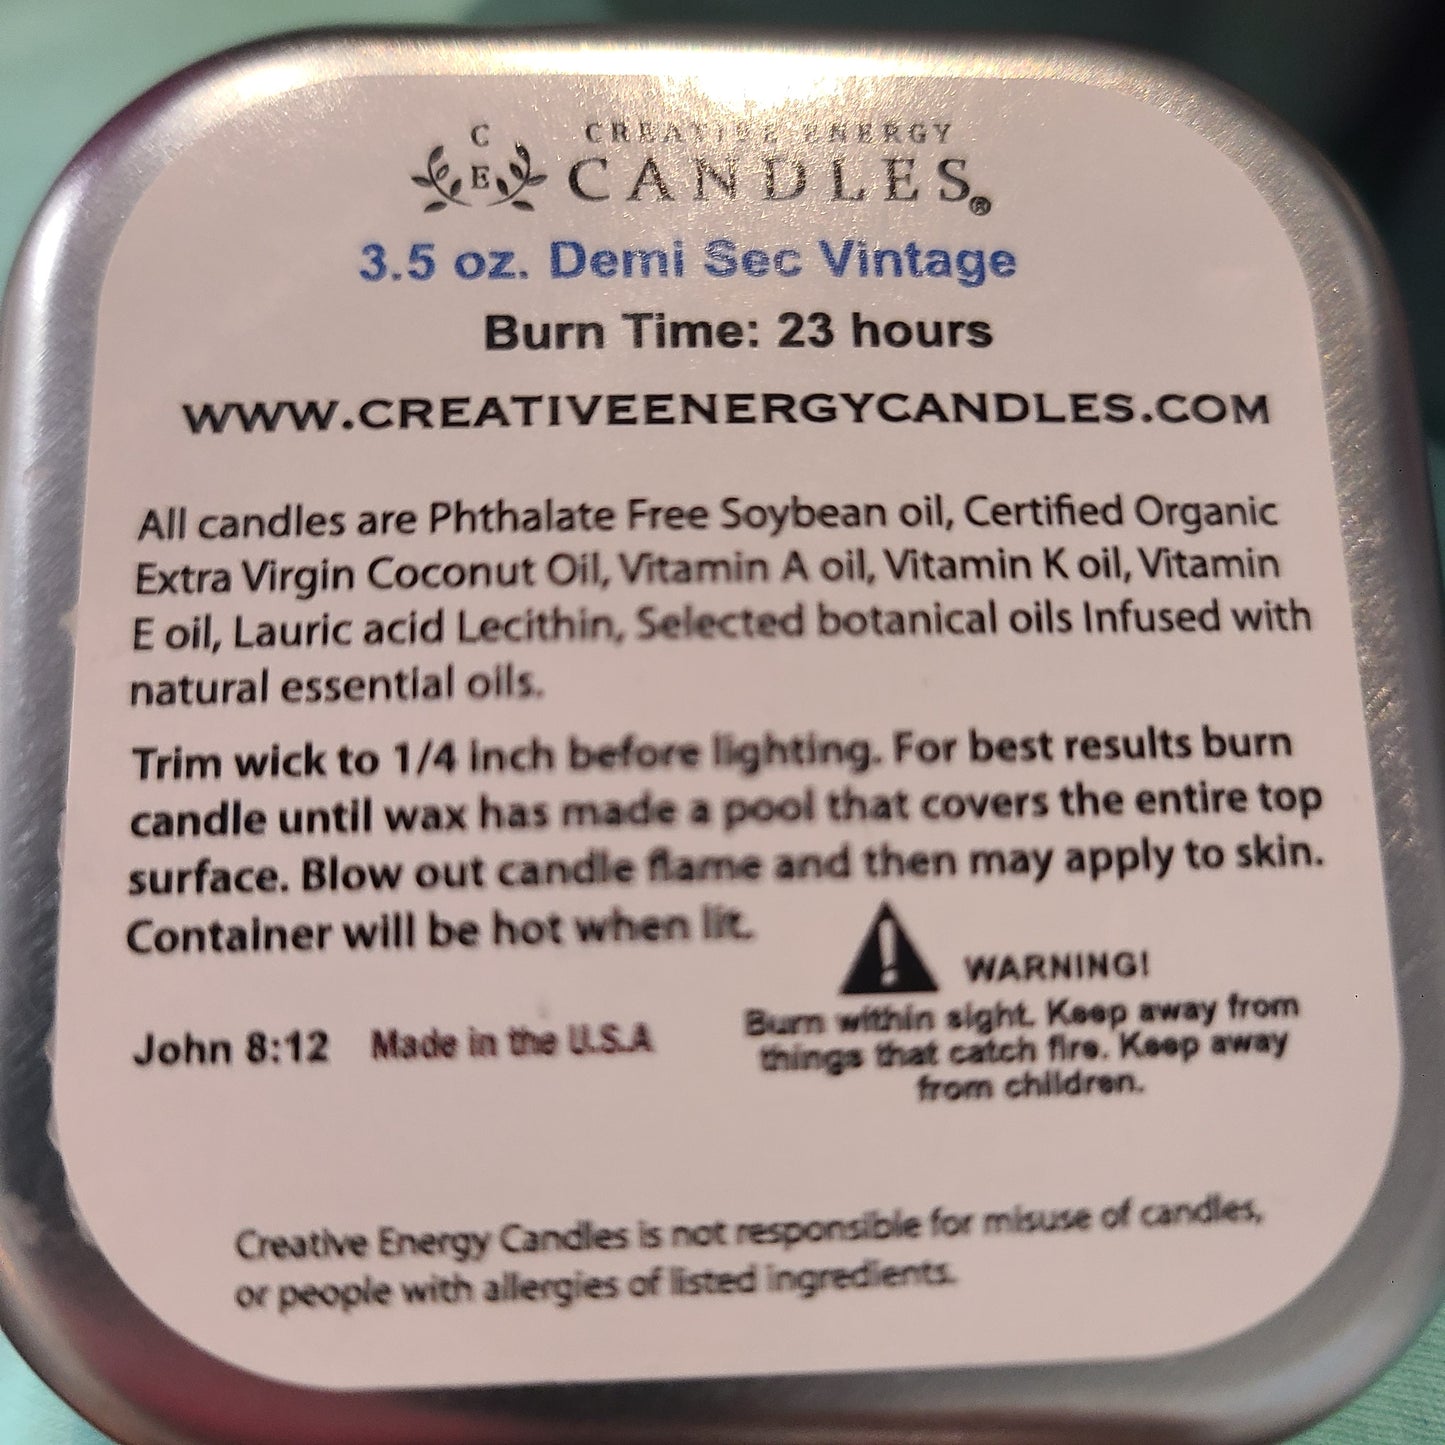 C
E
CREATIVE ENERGY
CANDLES®
3.5 oz. Demi Sec Vintage
Burn Time: 23 hours
WWW.CREATIVEENERGYCANDLES.COM
All candles are Phthalate Free Soybean oil, Certified Organic
Extra Virgin Coconut Oil, Vitamin A oil, Vitamin K oil, Vitamin
E oil, Lauric acid Lecithin, Selected botanical oils Infused with
natural essential oils.
Trim wick to 1/4 inch before lighting. For best results burn
candle until wax has made a pool that covers the entire top
surface. Blow out candle flame and then may apply to skin.
Container will be hot when lit.
WARNING!
Burn within sight. Keep away from
things that catch fire. Keep away
from children.
John 8:12 Made in the U.S.A
Creative Energy Candles is not responsible for misuse of candles,
or people with allergies of listed ingredients.